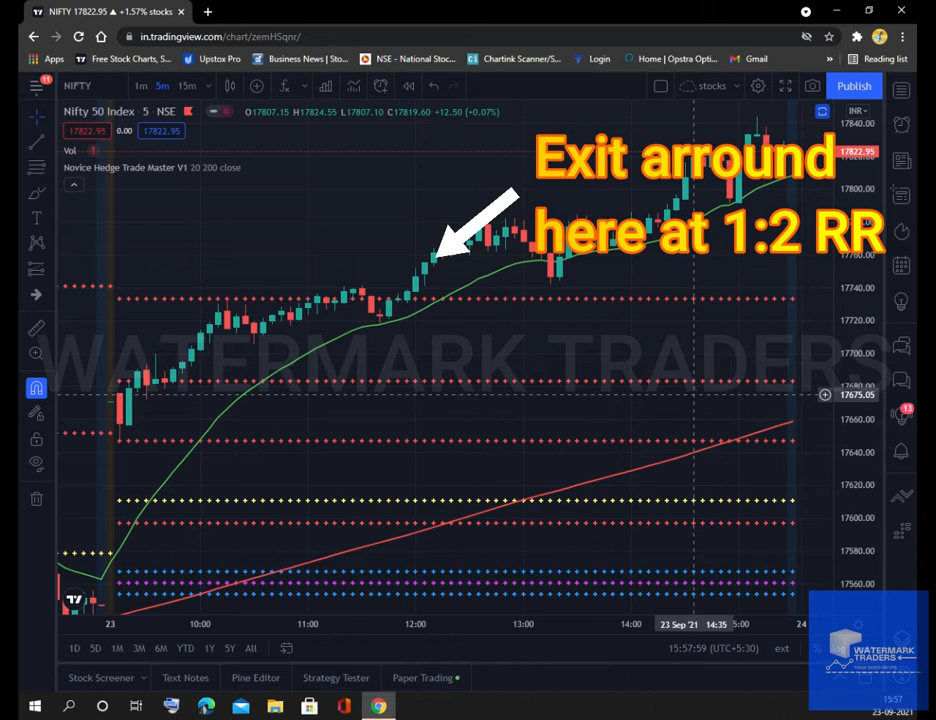 NIFTY 17822.95 ▲ +1.57% stocks
in.tradingview.com/chart/zemHSqnr/
Apps
Free Stock Charts, S...
Upstox Pro
Business News | Sto...
NSE - National Stoc...
Chartink Scanner/S...
Login
Home | Opstra Optio...
Gmail
Reading list
11
NIFTY
1m 5m 15m
stocks
Publish
Nifty 50 Index · 5 · NSE
O17807.15 H17824.55 L17807.10 C17819.60 +12.50 (+0.07%)
INR
17822.95 0.00 17822.95
Vol
Novice Hedge Trade Master V1 20 200 close
Exit arround
here at 1:2 RR
WATERMARK TRADERS
17840.00
17822.95
17800.00
17760.00
17740.00
17720.00
17700.00
17680.00
17675.05
17660.00
17640.00
17620.00
17600.00
17580.00
17560.00
13
23 10:00 11:00 12:00 13:00 14:00 23 Sep '21 14:35 5:00 24
1D 5D 1M 3M 6M YTD 1Y 5Y All
15:57:59 (UTC+5:30) ext
Stock Screener
Text Notes
Pine Editor
Strategy Tester
Paper Trading
WATERMARK
TRADERS
15:57
23-09-2021